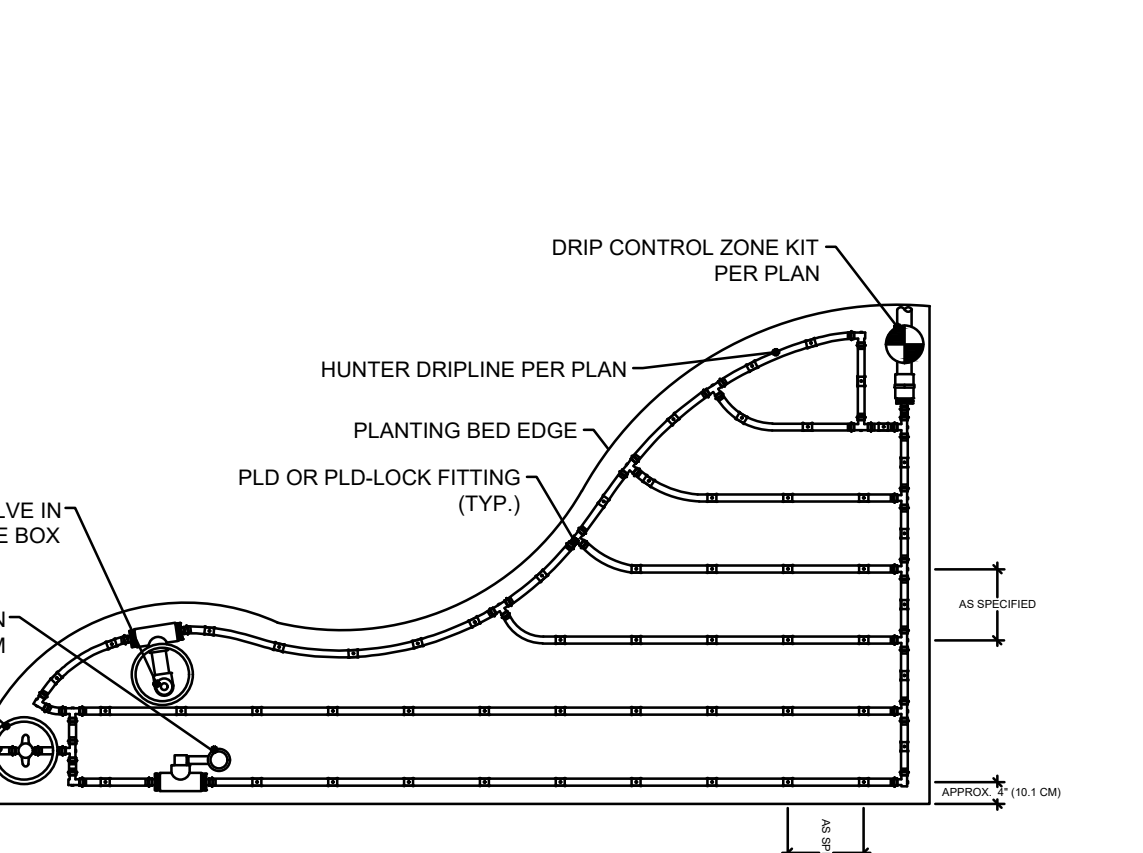 DRIP CONTROL ZONE KIT
PER PLAN
HUNTER DRIPLINE PER PLAN
PLANTING BED EDGE
PLD OR PLD-LOCK FITTING
(TYP.)
LVE IN
E BOX
N
M
AS SPECIFIED
APPROX. 4" (10.1 CM)
AS SP